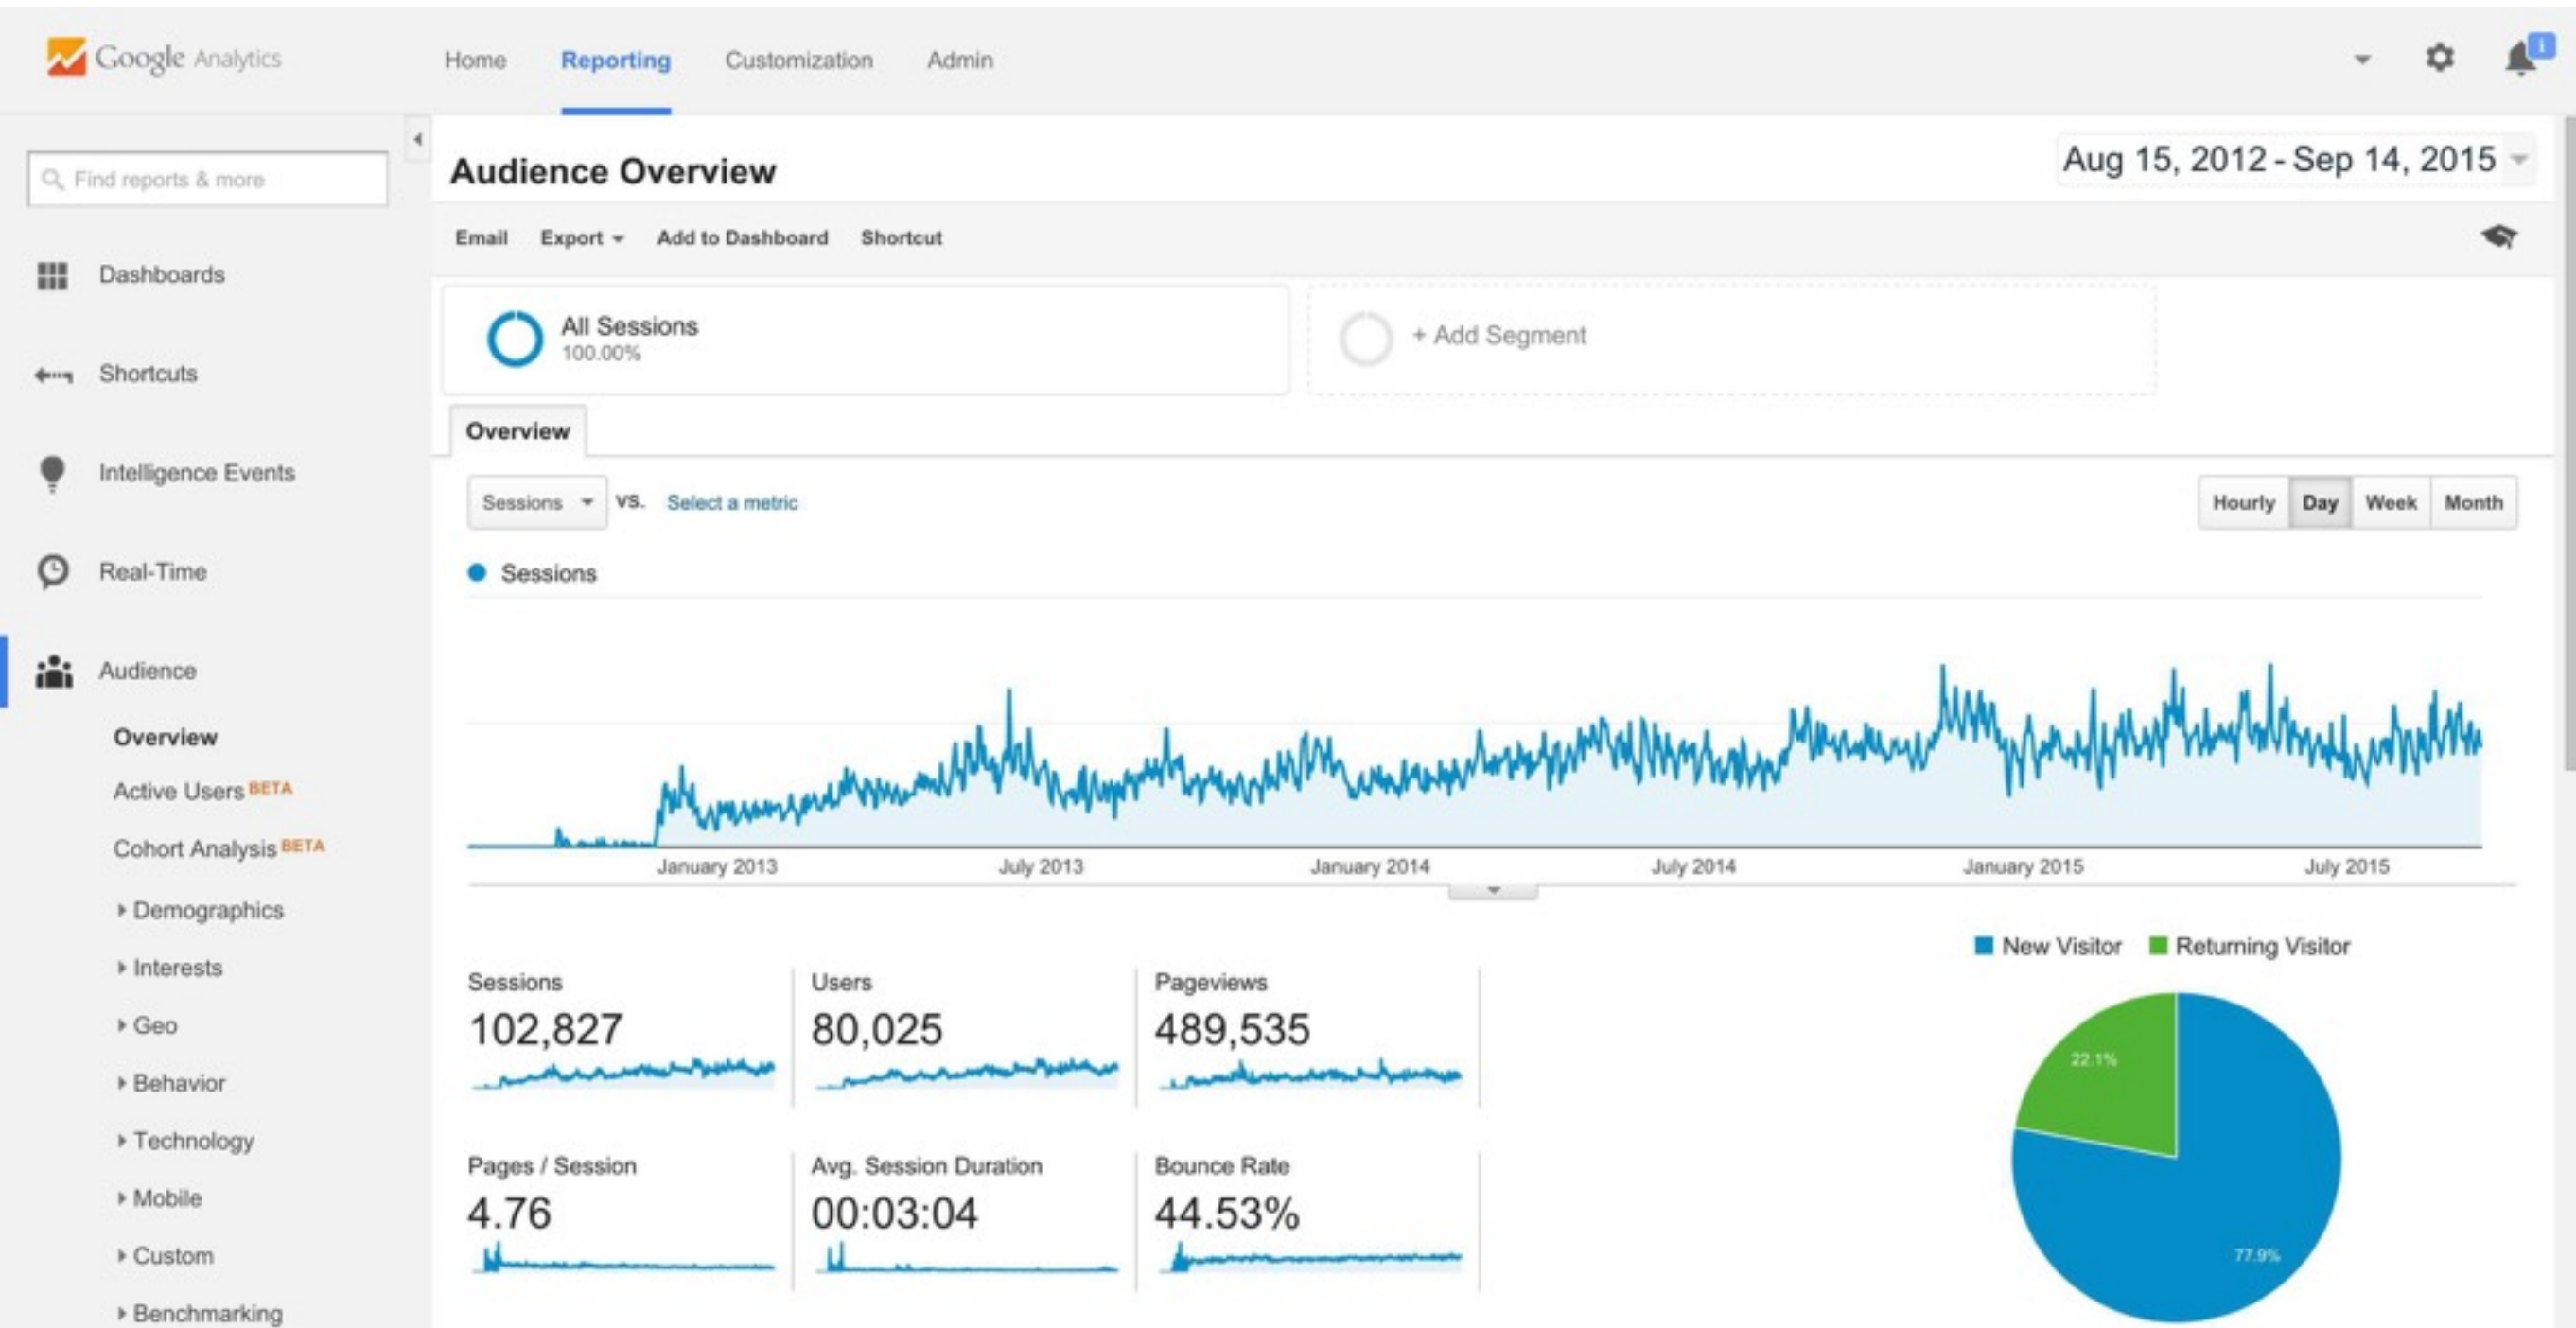 Google Analytics
Home Reporting Customization Admin
i
Find reports & more
Dashboards
Shortcuts
Intelligence Events
Real-Time
Audience
Overview
Active Users BETA
Cohort Analysis BETA
Demographics
Interests
Geo
Behavior
Technology
Mobile
Custom
Benchmarking
Audience Overview
Aug 15, 2012 - Sep 14, 2015
Email Export Add to Dashboard Shortcut
All Sessions
100.00%
+ Add Segment
Overview
Sessions VS. Select a metric
Hourly Day Week Month
Sessions
January 2013 July 2013 January 2014 July 2014 January 2015 July 2015
Sessions
102,827
Users
80,025
Pageviews
489,535
Pages / Session
4.76
Avg. Session Duration
00:03:04
Bounce Rate
44.53%
New Visitor Returning Visitor
22.1%
77.9%